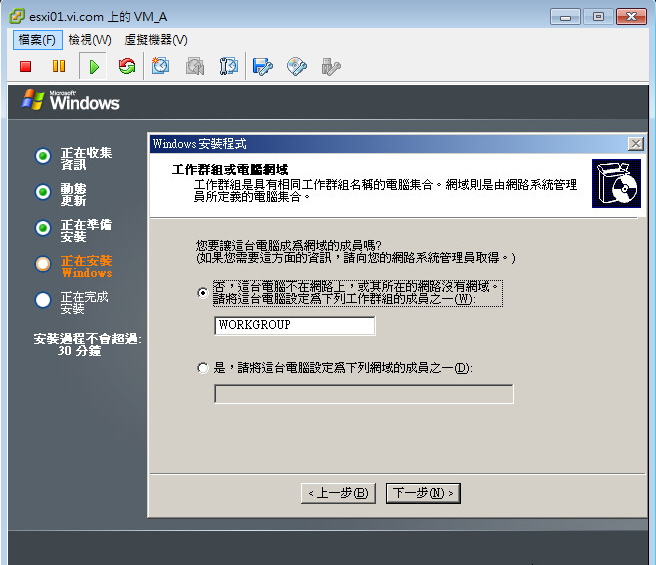 esxi01.vi.com 上的 VM_A
檔案(F) 檢視(W) 虛擬機器(V)
Microsoft
Windows
正在收集
資訊
動態
更新
正在準備
安裝
正在安裝
Windows
正在完成
安裝
安裝過程不會超過:
30 分鐘
Windows 安裝程式
工作群組或電腦網域
工作群組是具有相同工作群組名稱的電腦集合。網域則是由網路系統管理
員所定義的電腦集合。
您要讓這台電腦成為網域的成員嗎?
(如果您需要這方面的資訊，請向您的網路系統管理員取得。)
否，這台電腦不在網路上，或其所在的網路沒有網域。
請將這台電腦設定為下列工作群組的成員之一(W):
WORKGROUP
是，請將這台電腦設定為下列網域的成員之一(D):
< 上一步(B)
下一步(N) >